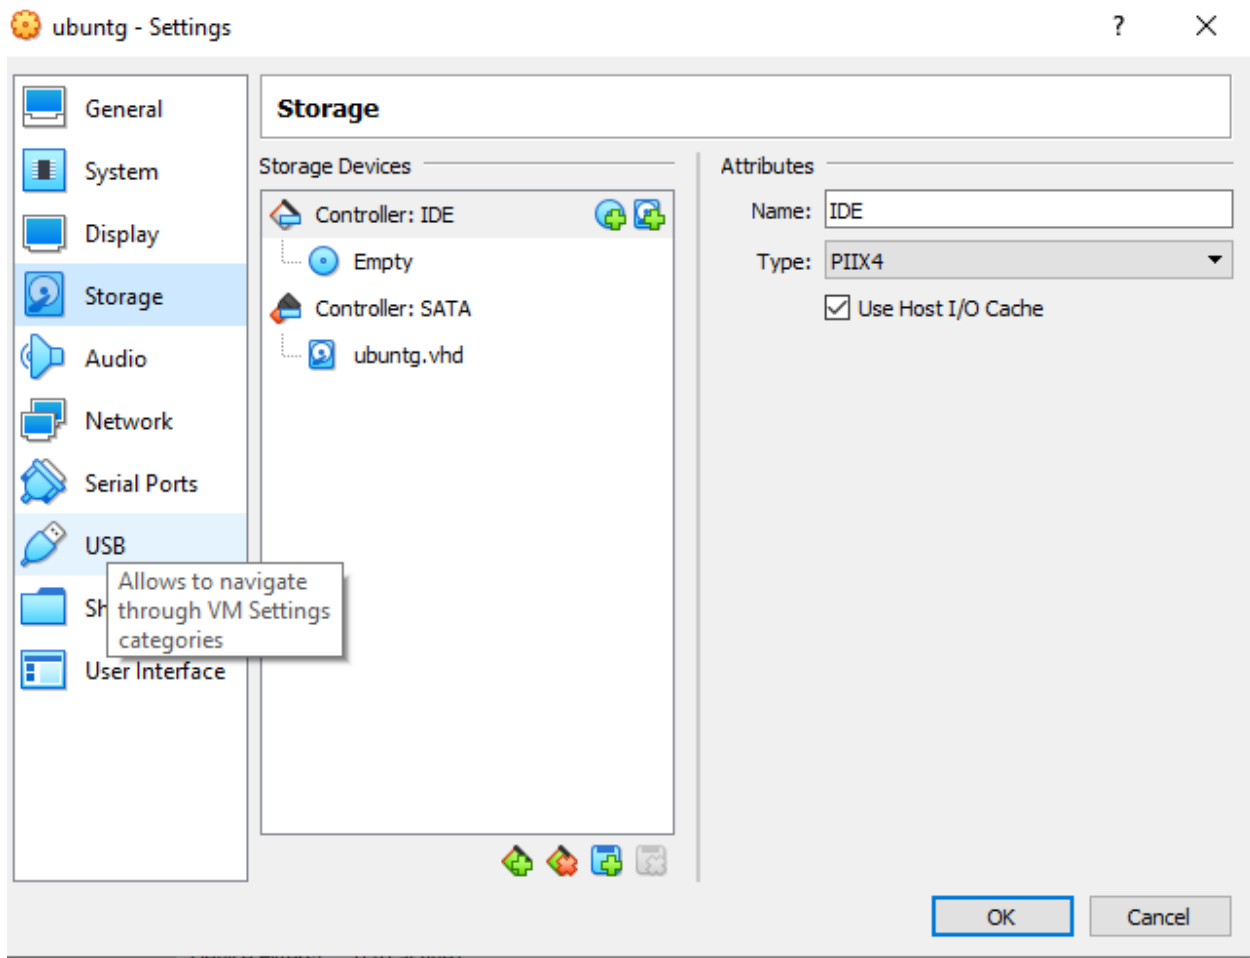 ubuntg - Settings
?
General
System
Display
Storage
Audio
Network
Serial Ports
USB
Allows to navigate
through VM Settings
categories
User Interface
Storage
Storage Devices
Controller: IDE
Empty
Controller: SATA
ubuntg.vhd
Attributes
Name: IDE
Type: PIIX4
Use Host I/O Cache
OK
Cancel